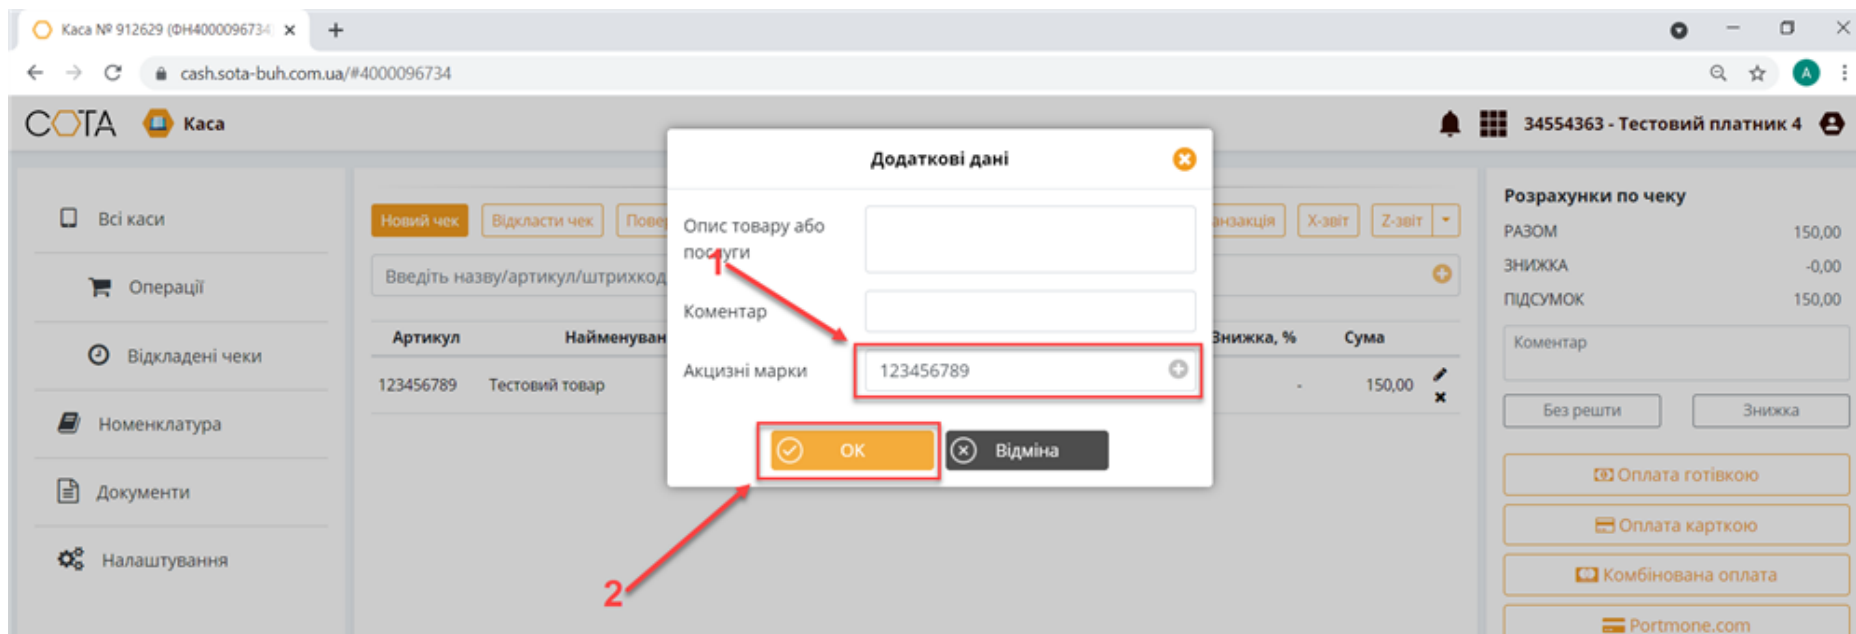 Каса № 912629 (ФН4000096734
cash.sota-buh.com.ua/#4000096734
A
СОТА
Каса
34554363 - Тестовий платник 4
Всі каси
Операції
Відкладені чеки
Номенклатура
Документи
Налаштування
Новий чек
Відкласти чек
Повер
анзакція
X-звіт
Z-звіт
Введіть назву/артикул/штрихкод
Артикул
Найменуван
Знижка, %
Сума
123456789
Тестовий товар
-
150,00
Додаткові дані
Опис товару або
послуги
Коментар
Акцизні марки
123456789
ОК
Відміна
1
2
Розрахунки по чеку
РАЗОМ
150,00
ЗНИЖКА
-0,00
ПІДСУМОК
150,00
Коментар
Без решти
Знижка
Оплата готівкою
Оплата карткою
Комбінована оплата
Portmone.com